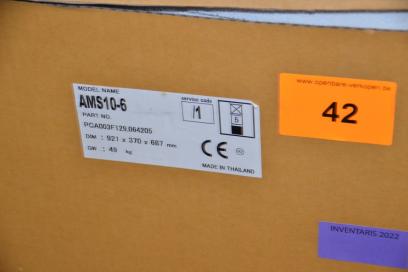 MODEL NAME
AMS10-6
service code
/1
5
PART NO.
PCA003F129.064205
DIM : 921 x 370 x 687 mm
GW : 49 kg
CE
MADE IN THAILAND
www.openbare-verkopen.be
42
INVENTARIS 2022